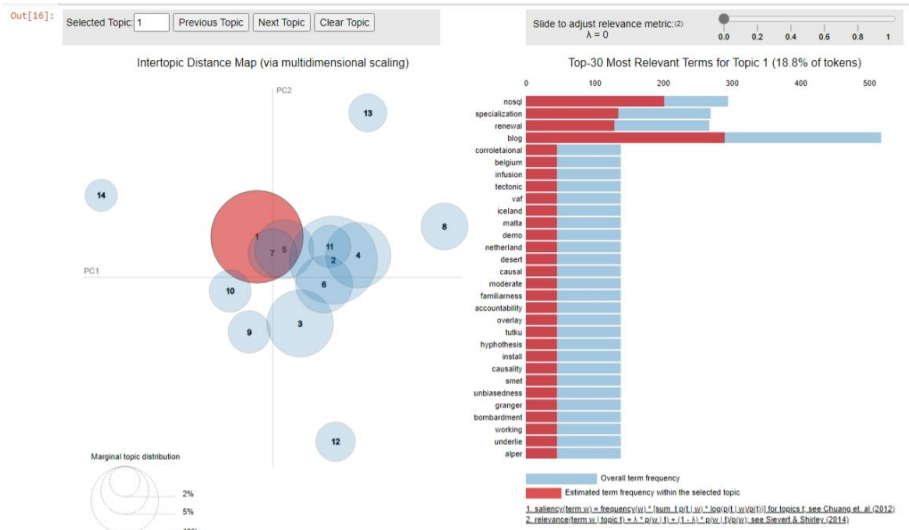 Out[16]:
Selected Topic: 1 Previous Topic Next Topic Clear Topic
Slide to adjust relevance metric:(2)
λ = 0
0.0 0.2 0.4 0.6 0.8 1
Intertopic Distance Map (via multidimensional scaling)
PC2
PC1
13
14
1
8
5
7
11
2
4
6
10
3
9
12
Marginal topic distribution
2%
5%
10%
Top-30 Most Relevant Terms for Topic 1 (18.8% of tokens)
0 100 200 300 400 500
nosql
specialization
renewal
blog
corroletaional
belgium
infusion
tectonic
vaf
iceland
malta
demo
netherland
desert
causal
moderate
familiarness
accountability
overlay
tutku
hyphothesis
install
causality
smet
unbiasedness
granger
bombardment
working
underlie
alper
Overall term frequency
Estimated term frequency within the selected topic
1. saliency(term w) = frequency(w) * [sum_t p(t | w) * log(p(t | w)/p(t))] for topics t; see Chuang et. al (2012)
2. relevance(term w | topic t) = λ * p(w | t) + (1 - λ) * p(w | t)/p(w); see Sievert & Shirley (2014)